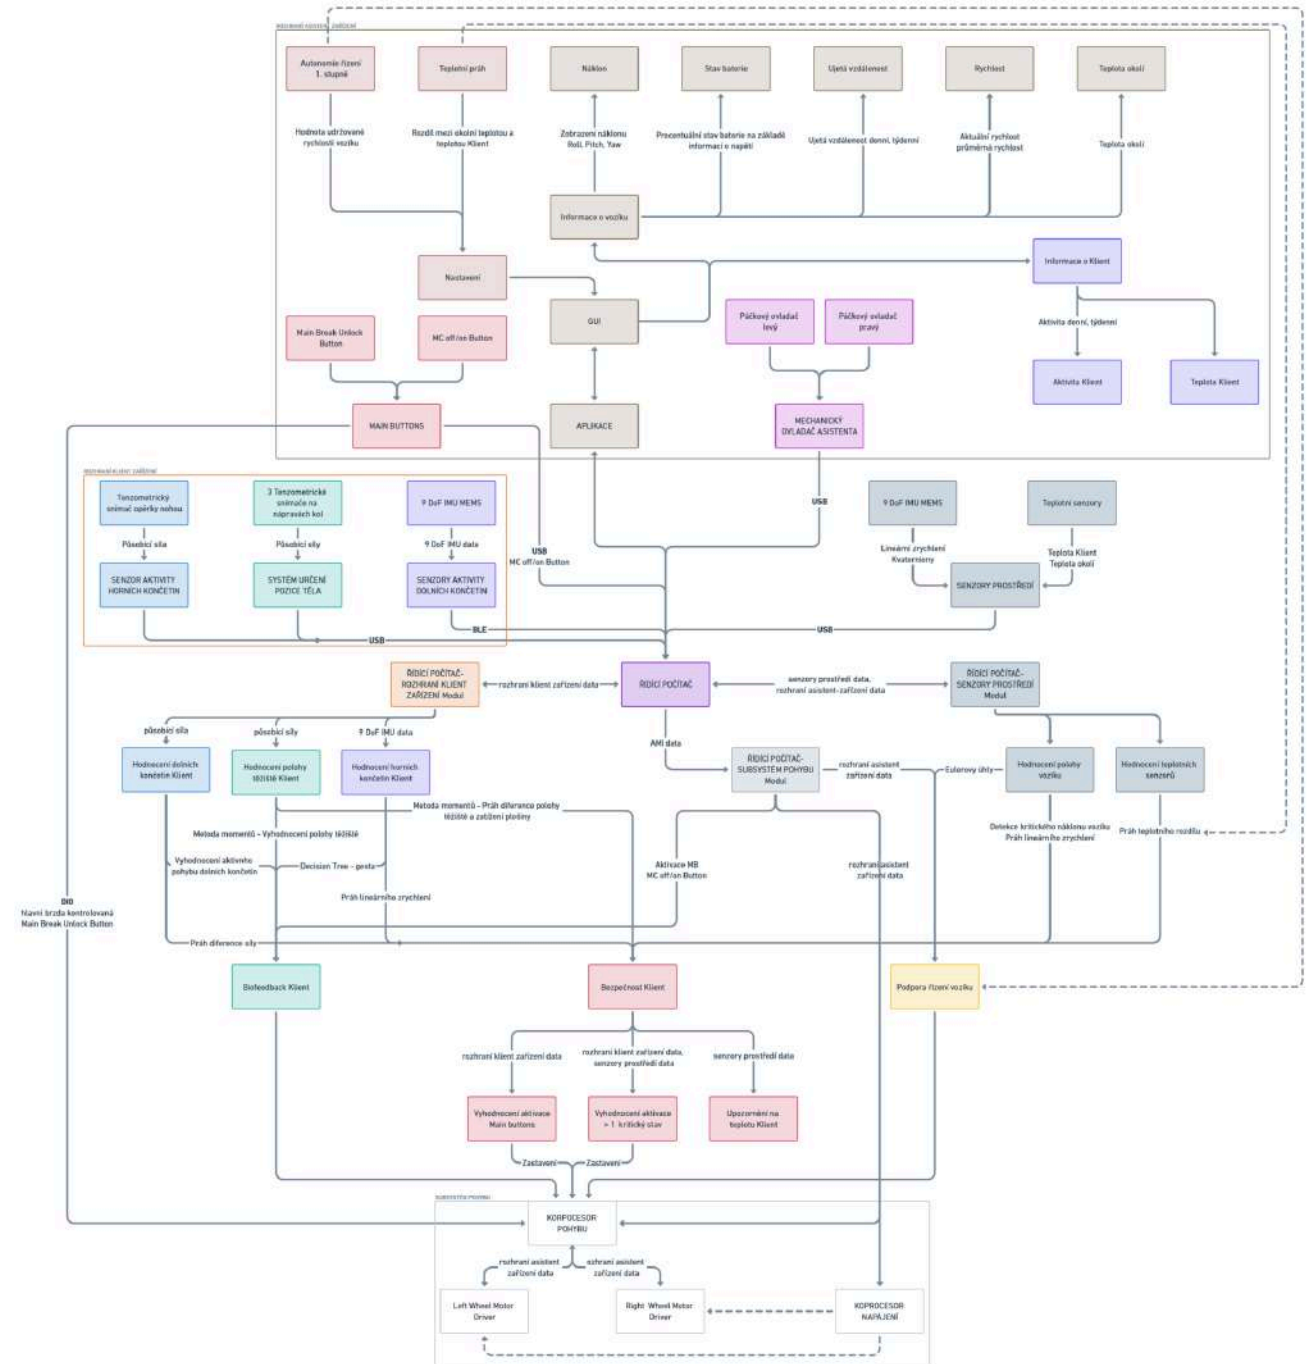 ROZHRANÍ ASISTENT ZAŘÍZENÍ
Autonomie řízení
1. stupně
Teplotní práh
Náklon
Stav baterie
Ujetá vzdálenost
Rychlost
Teplota okolí
Hodnota udržované
rychlosti vozíku
Rozdíl mezi okolní teplotou a
teplotou Klient
Zobrazení náklonu
Roll, Pitch, Yaw
Procentuální stav baterie na základě
informací o napětí
Ujetá vzdálenost denní, týdenní
Aktuální rychlost
průměrná rychlost
Teplota okolí
Informace o vozíku
Nastavení
Informace o Klient
GUI
Páčkový ovladač
levý
Páčkový ovladač
pravý
Main Break Unlock
Button
MC off/on Button
Aktivita denní, týdenní
Aktivita Klient
Teplota Klient
MAIN BUTTONS
APLIKACE
MECHANICKÝ
OVLADAČ ASISTENTA
ROZHRANÍ KLIENT ZAŘÍZENÍ
Tenzometrický
snímač opěrky nohou
3 Tenzometrické
snímače na
nápravách kol
9 DoF IMU MEMS
USB
9 DoF IMU MEMS
Teplotní senzory
Působící síla
Působící síly
9 DoF IMU data
USB
MC off/on Button
Lineární zrychlení
Kvaterniony
Teplota Klient
Teplota okolí
SENZOR AKTIVITY
HORNÍCH KONČETIN
SYSTÉM URČENÍ
POZICE TĚLA
SENZORY AKTIVITY
DOLNÍCH KONČETIN
SENZORY PROSTŘEDÍ
USB
BLE
USB
ŘÍDÍCÍ POČÍTAČ-
ROZHRANÍ KLIENT
ZAŘÍZENÍ Modul
rozhraní klient zařízení data
ŘÍDÍCÍ POČÍTAČ
senzory prostředí data,
rozhraní asistent-zařízení data
ŘÍDÍCÍ POČÍTAČ-
SENZORY PROSTŘEDÍ
Modul
působící síla
působící síly
9 DoF IMU data
AMI data
Hodnocení dolních
končetin Klient
Hodnocení polohy
těžiště Klient
Hodnocení horních
končetin Klient
ŘÍDÍCÍ POČÍTAČ-
SUBSYSTÉM POHYBU
Modul
rozhraní asistent
zařízení data
Eulerovy úhly
Hodnocení polohy
vozíku
Hodnocení teplotních
senzorů
Metoda momentů - Práh diference polohy
těžiště a zatížení plošiny
Metoda momentů - Vyhodnocení polohy těžiště
Detekce kritického náklonu vozíku
Práh lineárního zrychlení
Práh teplotního rozdílu
Vyhodnocení aktivního
pohybu dolních končetin
Decision Tree - gesta
Aktivace MB
MC off/on Button
rozhraní asistent
zařízení data
Práh lineárního zrychlení
DIO
hlavní brzda kontrolovaná
Main Break Unlock Button
Práh diference síly
Biofeedback Klient
Bezpečnost Klient
Podpora řízení vozíku
rozhraní klient zařízení data
rozhraní klient zařízení data,
senzory prostředí data
senzory prostředí data
Vyhodnocení aktivace
Main buttons
Vyhodnocení aktivace
> 1 kritický stav
Upozornění na
teplotu Klient
Zastavení
Zastavení
SUBSYSTÉM POHYBU
KORPOCESOR
POHYBU
rozhraní asistent
zařízení data
ozhraní asistent
zařízení data
Left Wheel Motor
Driver
Right Wheel Motor
Driver
KOPROCESOR
NAPÁJENÍ